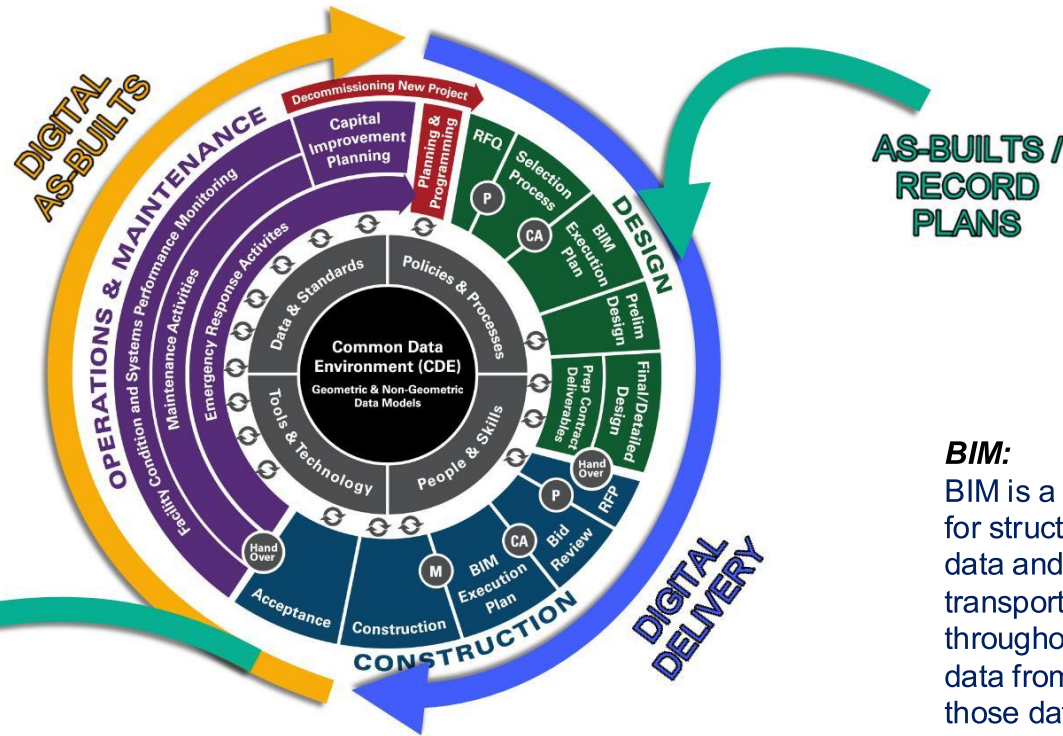 DIGITAL
AS-BUILTS
Decommissioning New Project
OPERATIONS & MAINTENANCE
Capital
Improvement
Planning
Planning &
Programming
Facility Condition and Systems Performance Monitoring
Maintenance Activities
Emergency Response Activites
RFQ
P
Selection
Process
CA
BIM
Execution
Plan
DESIGN
Prelim
Design
Final/Detailed
Design
Prep Contract
Deliverables
Hand
Over
AS-BUILTS /
RECORD
PLANS
Data & Standards
Policies & Processes
Common Data
Environment (CDE)
Geometric & Non-Geometric
Data Models
Tools & Technology
People & Skills
RFP
P
Bid
Review
CA
BIM
Execution
Plan
M
Construction
Acceptance
Hand
Over
CONSTRUCTION
DIGITAL
DELIVERY
BIM:
BIM is a
for struct
data and
transport
througho
data from
those dat